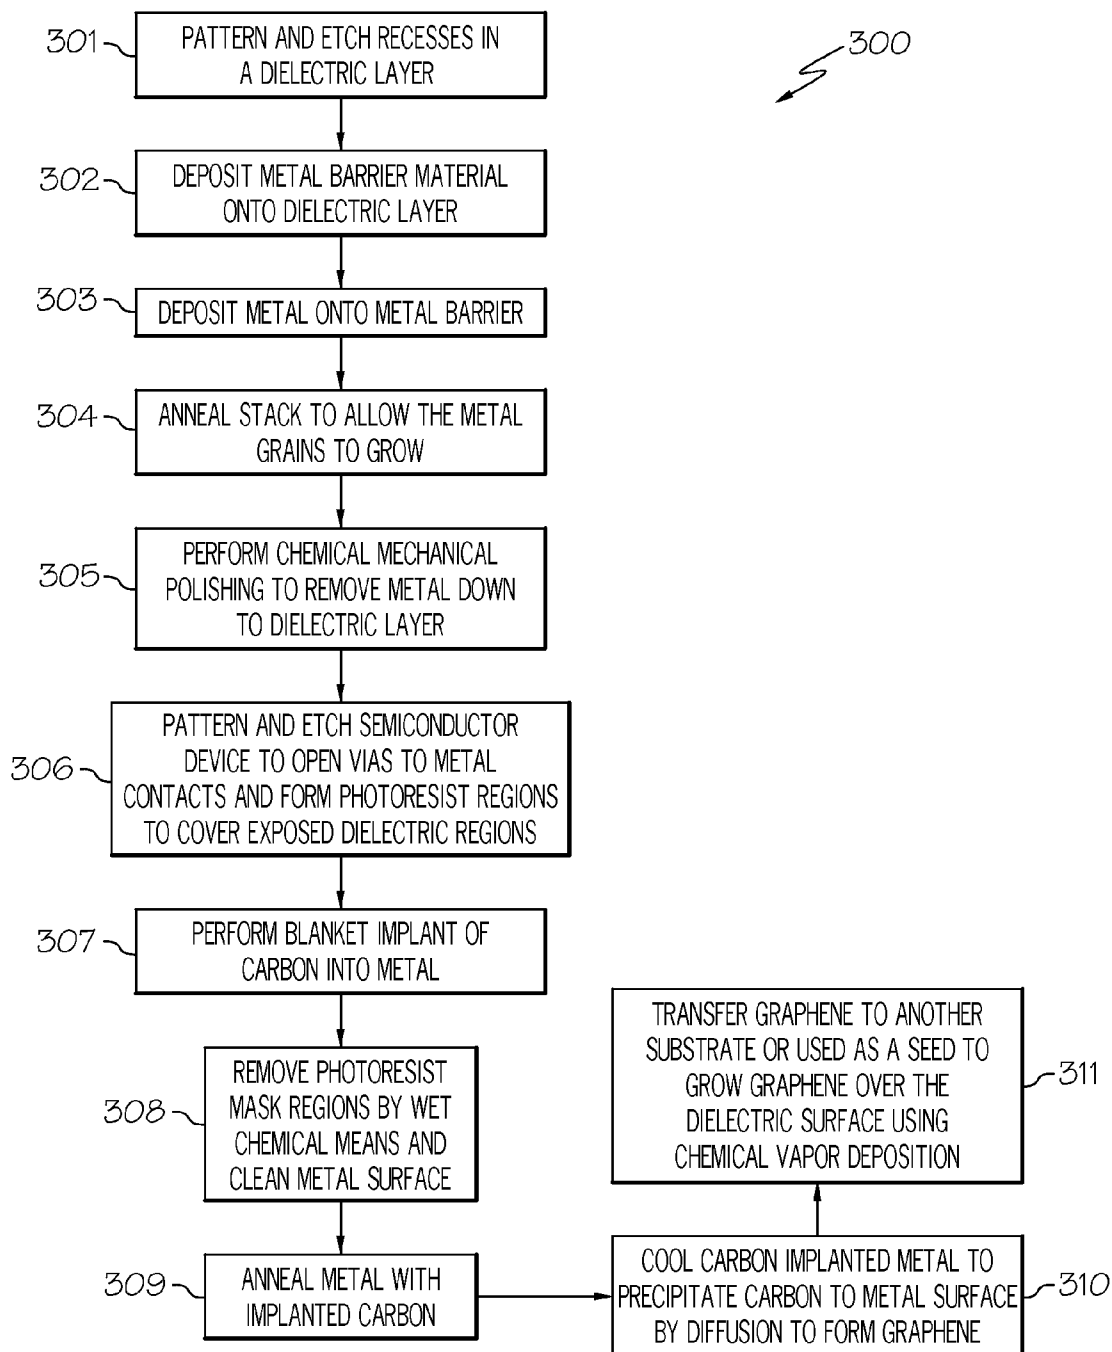 300
301
PATTERN AND ETCH RECESSES IN
A DIELECTRIC LAYER
302
DEPOSIT METAL BARRIER MATERIAL
ONTO DIELECTRIC LAYER
303
DEPOSIT METAL ONTO METAL BARRIER
304
ANNEAL STACK TO ALLOW THE METAL
GRAINS TO GROW
305
PERFORM CHEMICAL MECHANICAL
POLISHING TO REMOVE METAL DOWN
TO DIELECTRIC LAYER
306
PATTERN AND ETCH SEMICONDUCTOR
DEVICE TO OPEN VIAS TO METAL
CONTACTS AND FORM PHOTORESIST REGIONS
TO COVER EXPOSED DIELECTRIC REGIONS
307
PERFORM BLANKET IMPLANT OF
CARBON INTO METAL
308
REMOVE PHOTORESIST
MASK REGIONS BY WET
CHEMICAL MEANS AND
CLEAN METAL SURFACE
309
ANNEAL METAL WITH
IMPLANTED CARBON
COOL CARBON IMPLANTED METAL TO
PRECIPITATE CARBON TO METAL SURFACE
BY DIFFUSION TO FORM GRAPHENE
310
TRANSFER GRAPHENE TO ANOTHER
SUBSTRATE OR USED AS A SEED TO
GROW GRAPHENE OVER THE
DIELECTRIC SURFACE USING
CHEMICAL VAPOR DEPOSITION
311